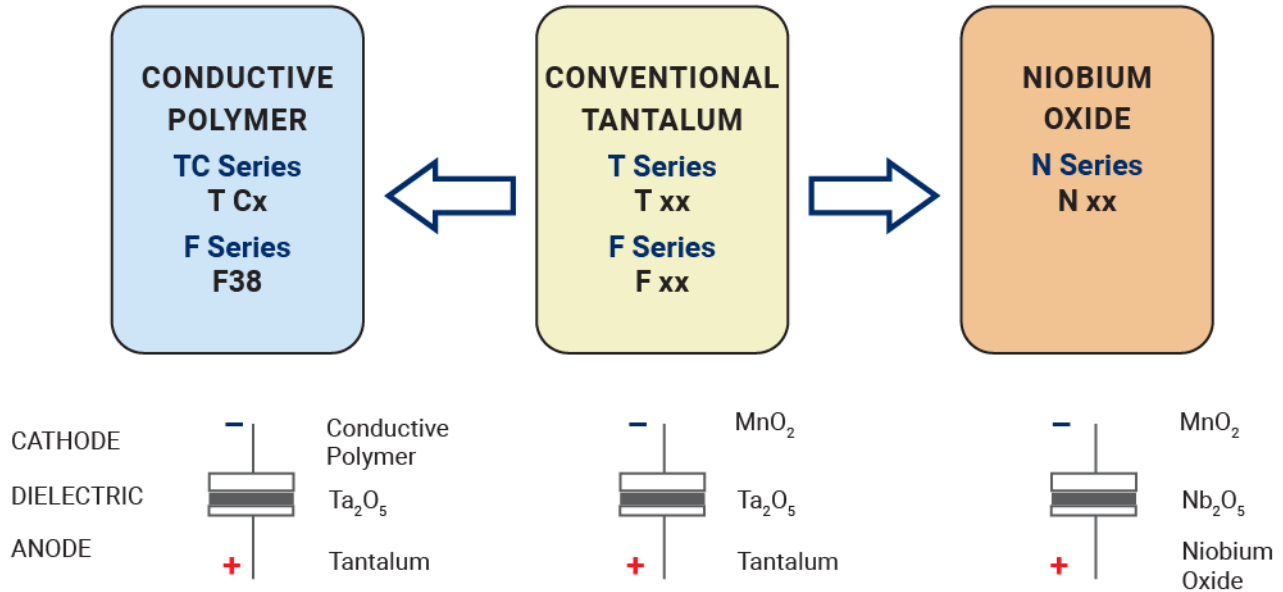 CONDUCTIVE
POLYMER
TC Series
T Cx
F Series
F38
CONVENTIONAL
TANTALUM
T Series
T xx
F Series
F xx
NIOBIUM
OXIDE
N Series
N xx
CATHODE
DIELECTRIC
ANODE
–
Conductive
Polymer
Ta₂O₅
+
Tantalum
–
MnO₂
Ta₂O₅
+
Tantalum
–
MnO₂
Nb₂O₅
+
Niobium
Oxide